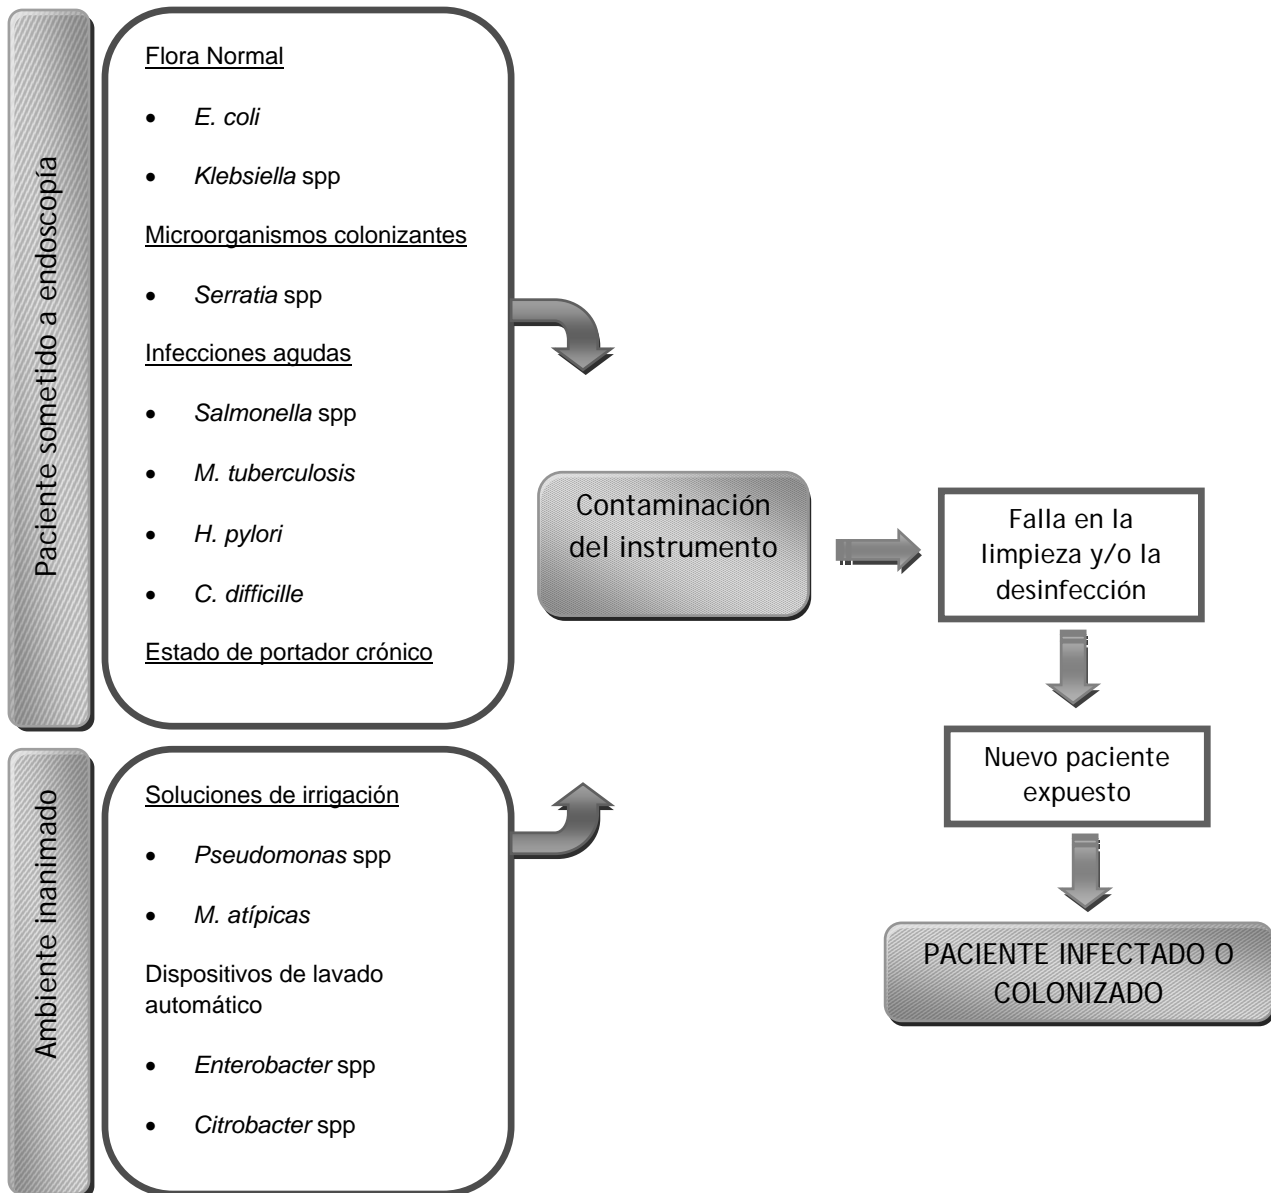 Paciente sometido a endoscopía
Flora Normal
• E. coli
• Klebsiella spp
Microorganismos colonizantes
• Serratia spp
Infecciones agudas
• Salmonella spp
• M. tuberculosis
• H. pylori
• C. difficille
Estado de portador crónico
Ambiente inanimado
Soluciones de irrigación
• Pseudomonas spp
• M. atípicas
Dispositivos de lavado
automático
• Enterobacter spp
• Citrobacter spp
Contaminación
del instrumento
Falla en la
limpieza y/o la
desinfección
Nuevo paciente
expuesto
PACIENTE INFECTADO O
COLONIZADO